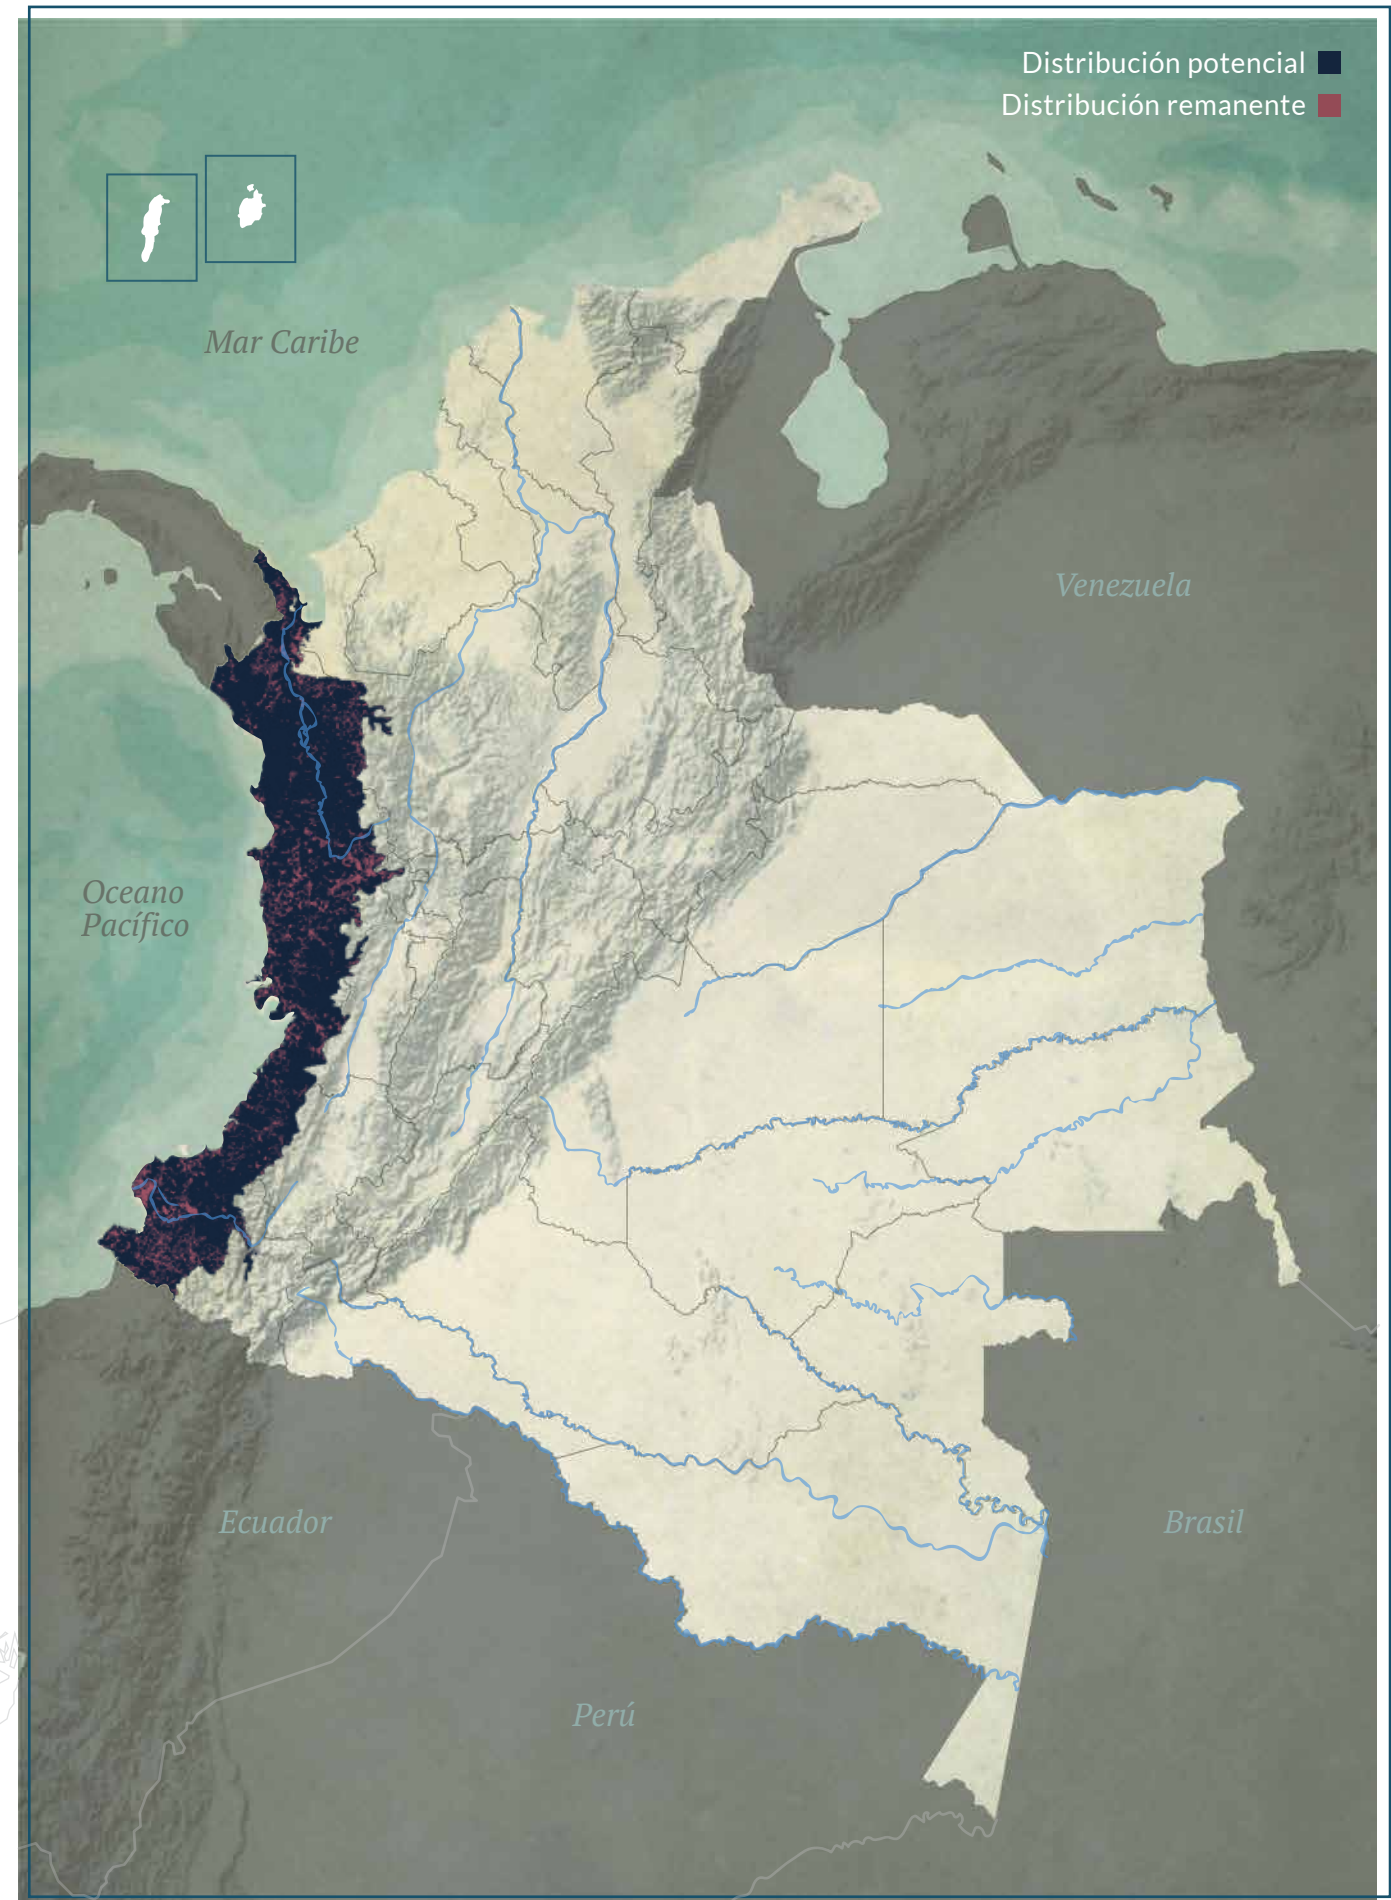 Distribución potencial
Distribución remanente
Mar Caribe
Venezuela
Oceano
Pacífico
Ecuador
Brasil
Perú